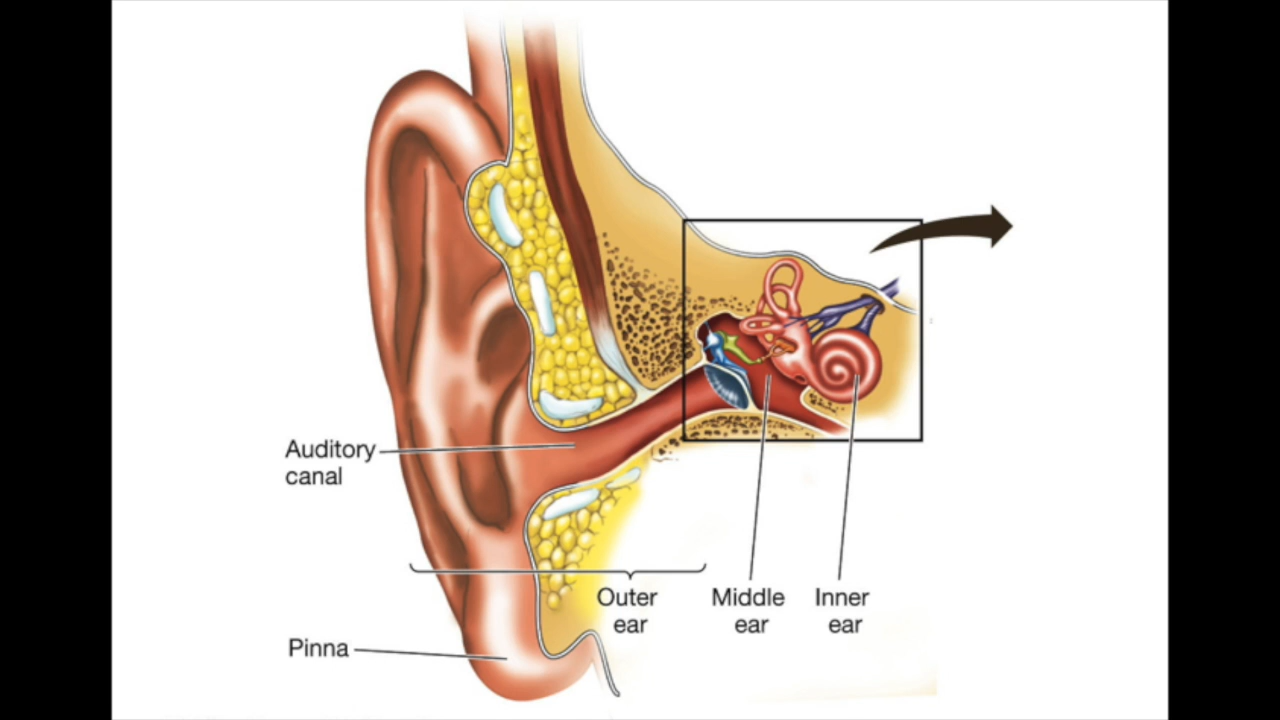 Auditory
canal
Outer
ear
Middle
ear
Inner
ear
Pinna